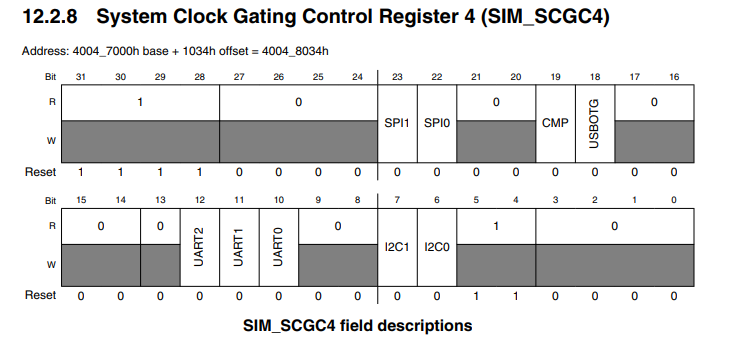 12.2.8 System Clock Gating Control Register 4 (SIM_SCGC4)
Address: 4004_7000h base + 1034h offset = 4004_8034h
Bit 31 30 29 28 27 26 25 24 23 22 21 20 19 18 17 16
R 1 0 SPI1 SPI0 0 CMP USBOTG 0
W
Reset 1 1 1 1 0 0 0 0 0 0 0 0 0 0 0 0
Bit 15 14 13 12 11 10 9 8 7 6 5 4 3 2 1 0
R 0 0 UART2 UART1 UART0 0 I2C1 I2C0 1 0
W
Reset 0 0 0 0 0 0 0 0 0 0 1 1 0 0 0 0
SIM_SCGC4 field descriptions